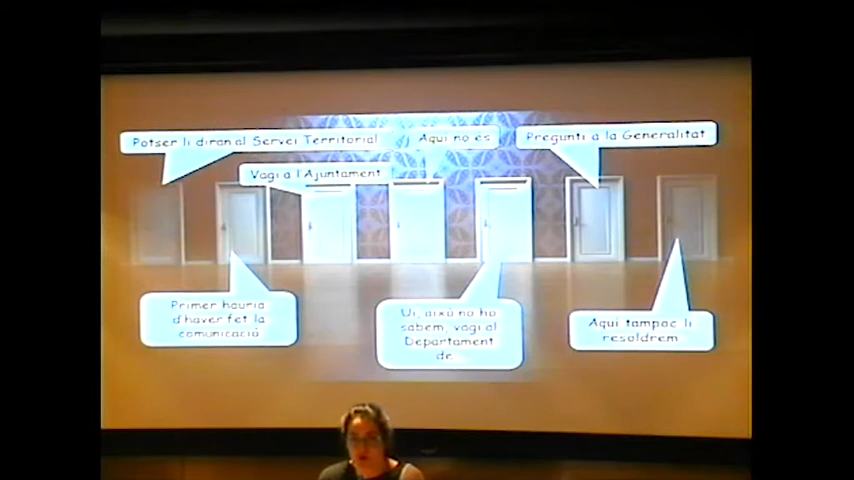 Potser li diran al Servei Territorial
Aquí no és
Pregunti a la Generalitat
Vagi a l'Ajuntament
Primer hauria
d'haver fet la
comunicació
Ui, això no ho
sabem, vagi al
Departament
de...
Aquí tampoc li
resoldrem